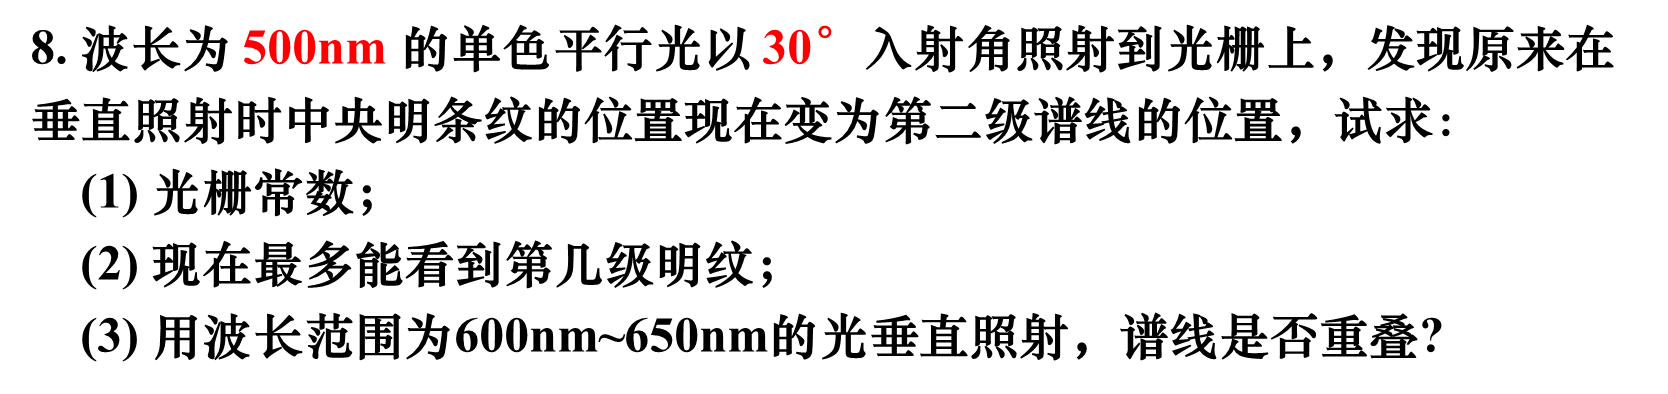 8. 波长为 500nm 的单色平行光以 30° 入射角照射到光栅上，发现原来在
垂直照射时中央明条纹的位置现在变为第二级谱线的位置，试求：
(1) 光栅常数；
(2) 现在最多能看到第几级明纹；
(3) 用波长范围为600nm~650nm的光垂直照射，谱线是否重叠?